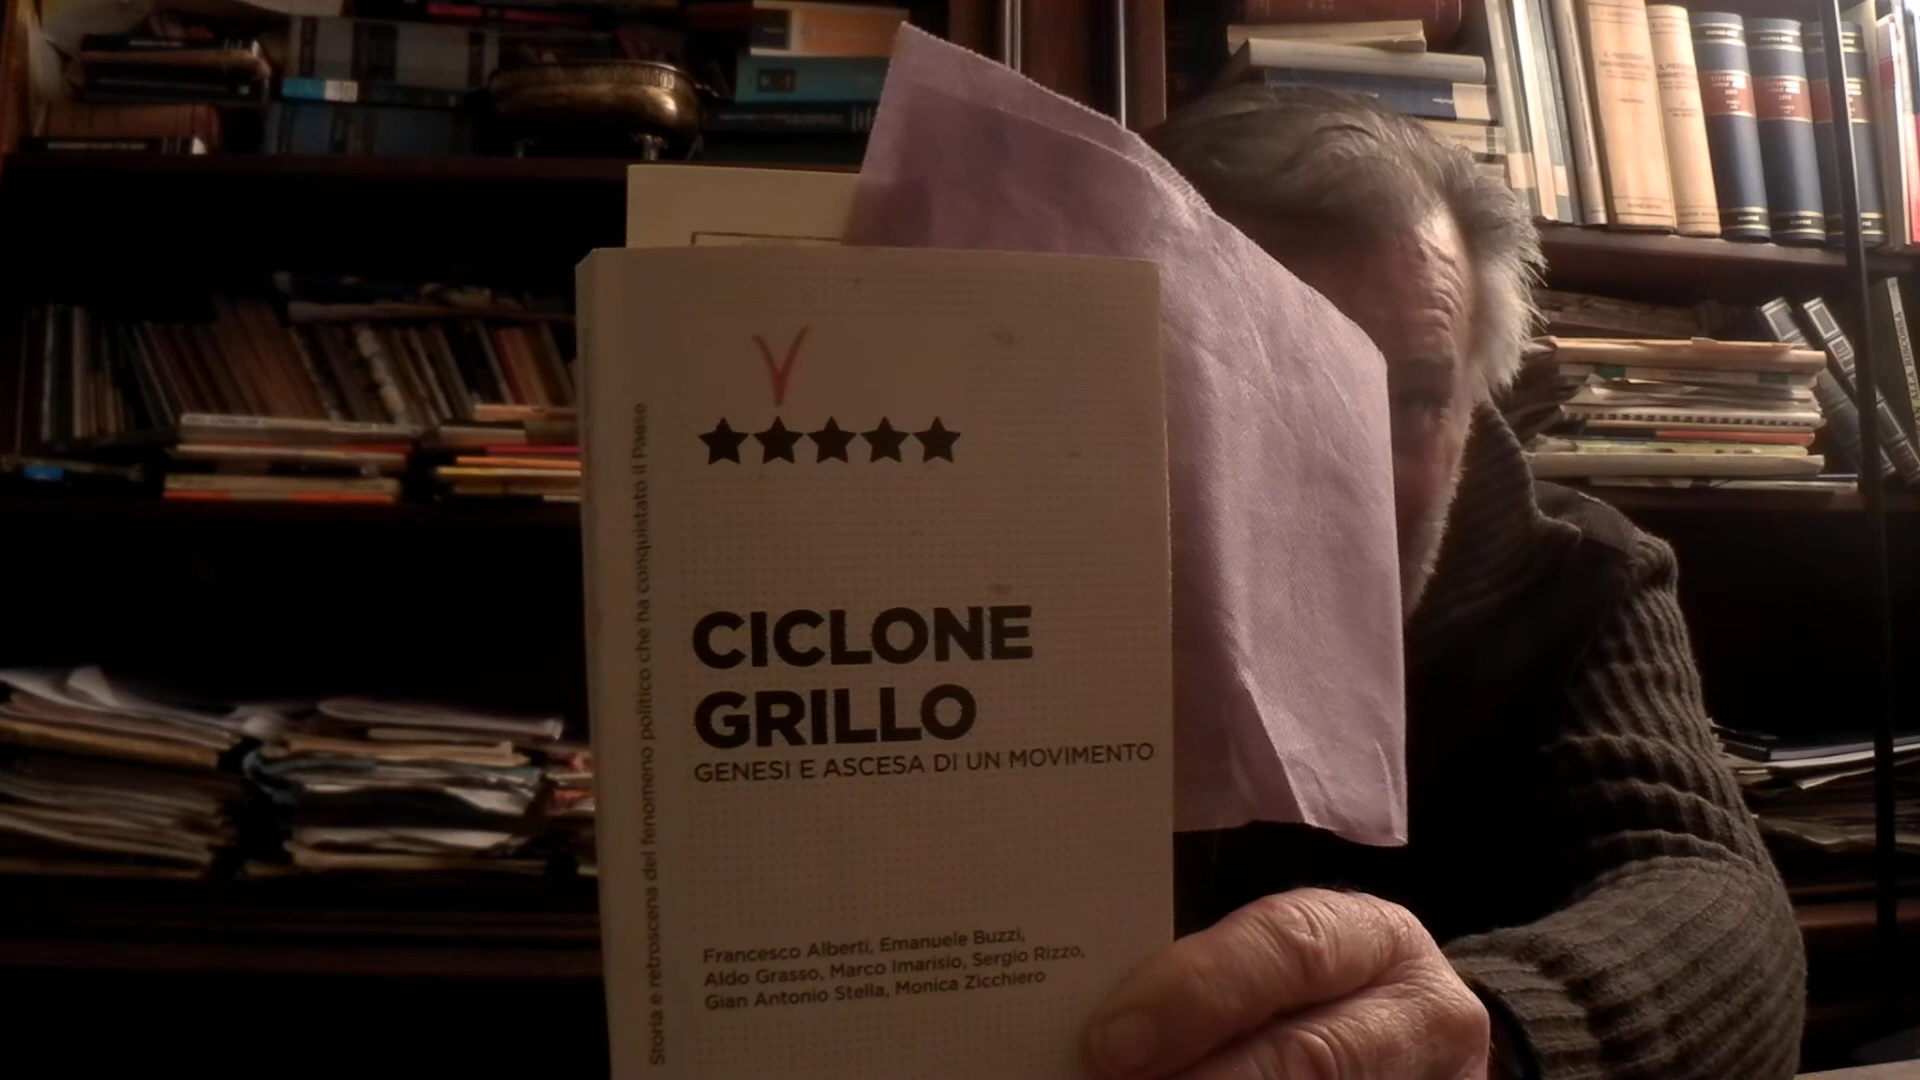 V
★★★★★
CICLONE
GRILLO
GENESI E ASCESA DI UN MOVIMENTO
Francesco Alberti, Emanuele Buzzi,
Aldo Grasso, Marco Imarisio, Sergio Rizzo,
Gian Antonio Stella, Monica Zicchiero
Storia e retroscena del fenomeno politico che ha conquistato il Paese